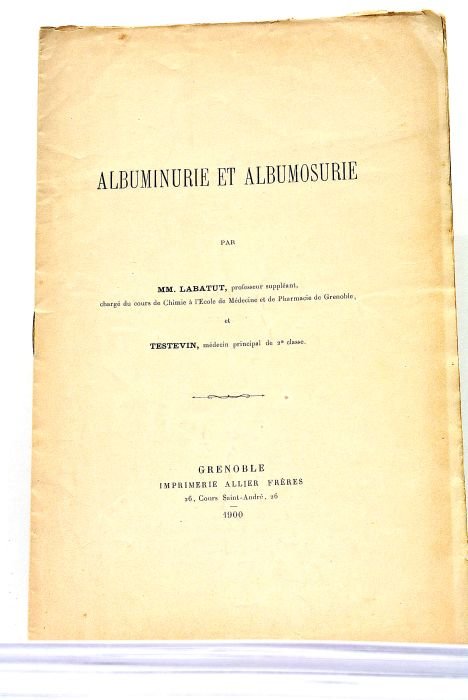 ALBUMINURIE ET ALBUMOSURIE
PAR
MM. LABATUT, professeur suppléant,
chargé du cours de Chimie à l'Ecole de Médecine et de Pharmacie de Grenoble,
et
TESTEVIN, médecin principal de 2e classe.
GRENOBLE
IMPRIMERIE ALLIER FRÈRES
26, Cours Saint-André, 26
1900